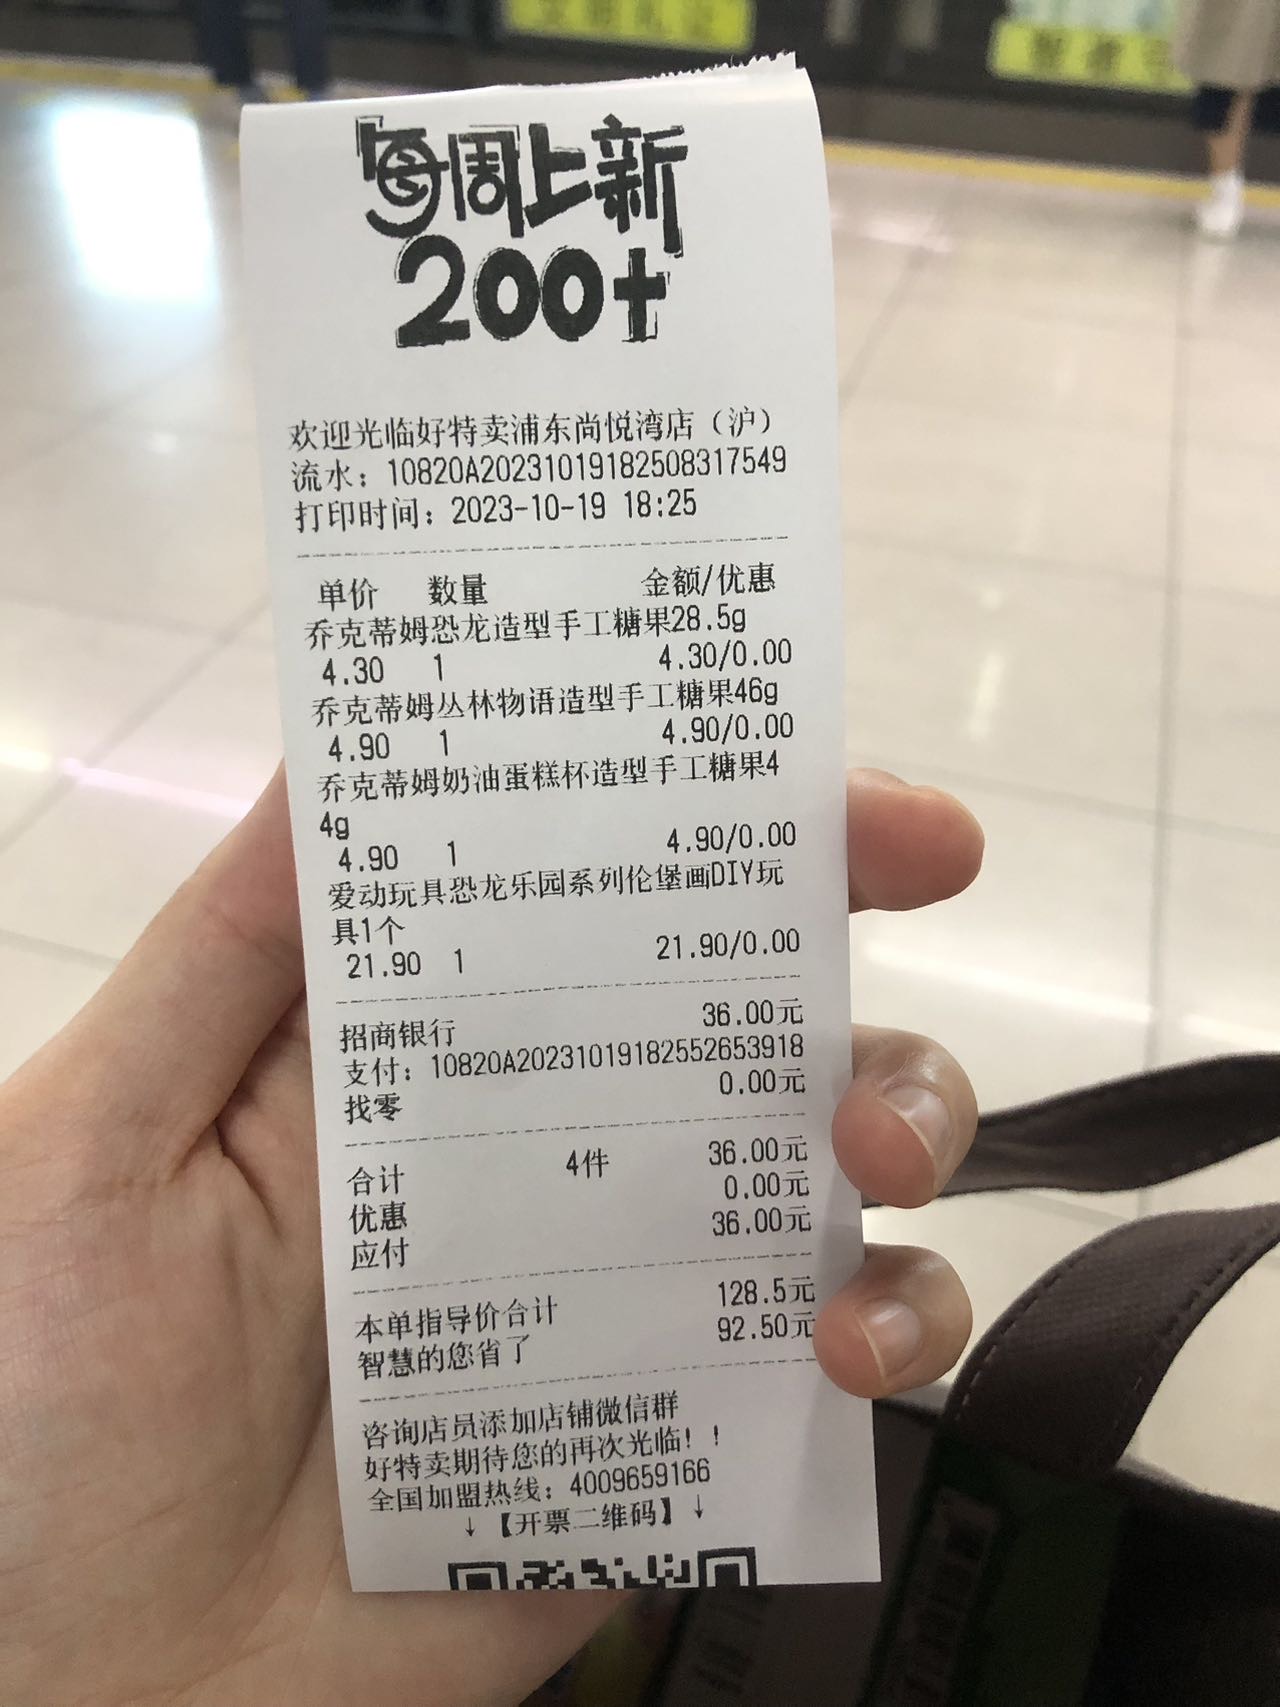 每周上新
200+
欢迎光临好特卖浦东尚悦湾店（沪）
流水：10820A20231019182508317549
打印时间：2023-10-19 18:25
单价 数量 金额/优惠
乔克蒂姆恐龙造型手工糖果28.5g
4.30 1 4.30/0.00
乔克蒂姆丛林物语造型手工糖果46g
4.90 1 4.90/0.00
乔克蒂姆奶油蛋糕杯造型手工糖果4
4g
4.90 1 4.90/0.00
爱动玩具恐龙乐园系列伦堡画DIY玩
具1个
21.90 1 21.90/0.00
招商银行 36.00元
支付：10820A20231019182552653918
找零 0.00元
合计 4件 36.00元
优惠 0.00元
应付 36.00元
本单指导价合计 128.5元
智慧的您省了 92.50元
咨询店员添加店铺微信群
好特卖期待您的再次光临！！
全国加盟热线：4009659166
↓【开票二维码】↓